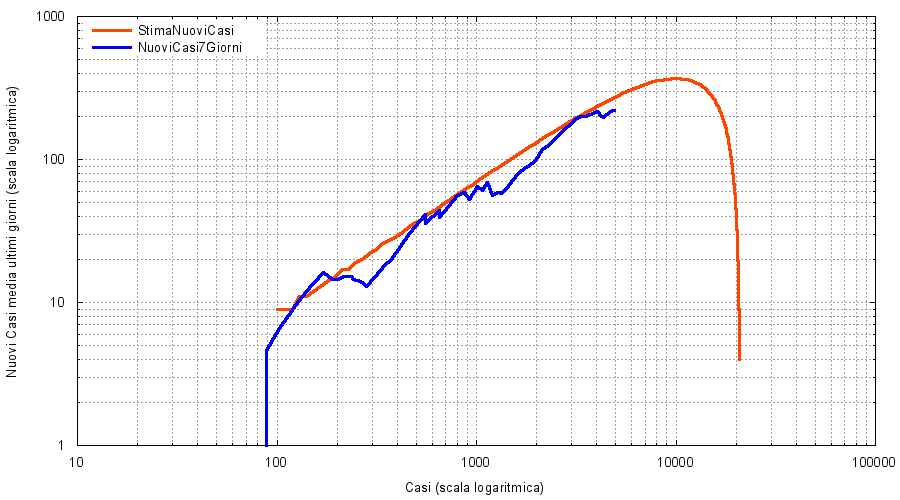 1000
StimaNuoviCasi
NuoviCasi7Giorni
100
10
1
Nuovi Casi media ultimi giorni (scala logaritmica)
10
100
1000
10000
100000
Casi (scala logaritmica)